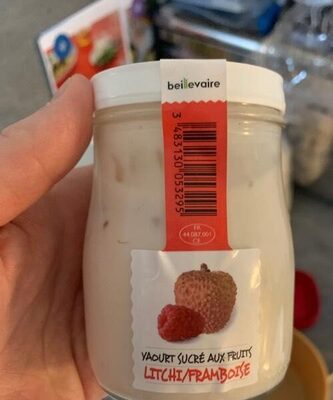 beillevaire
3 483130 053295
FR
44.087.001
CE
YAOURT SUCRÉ AUX FRUITS
LITCHI/FRAMBOISE